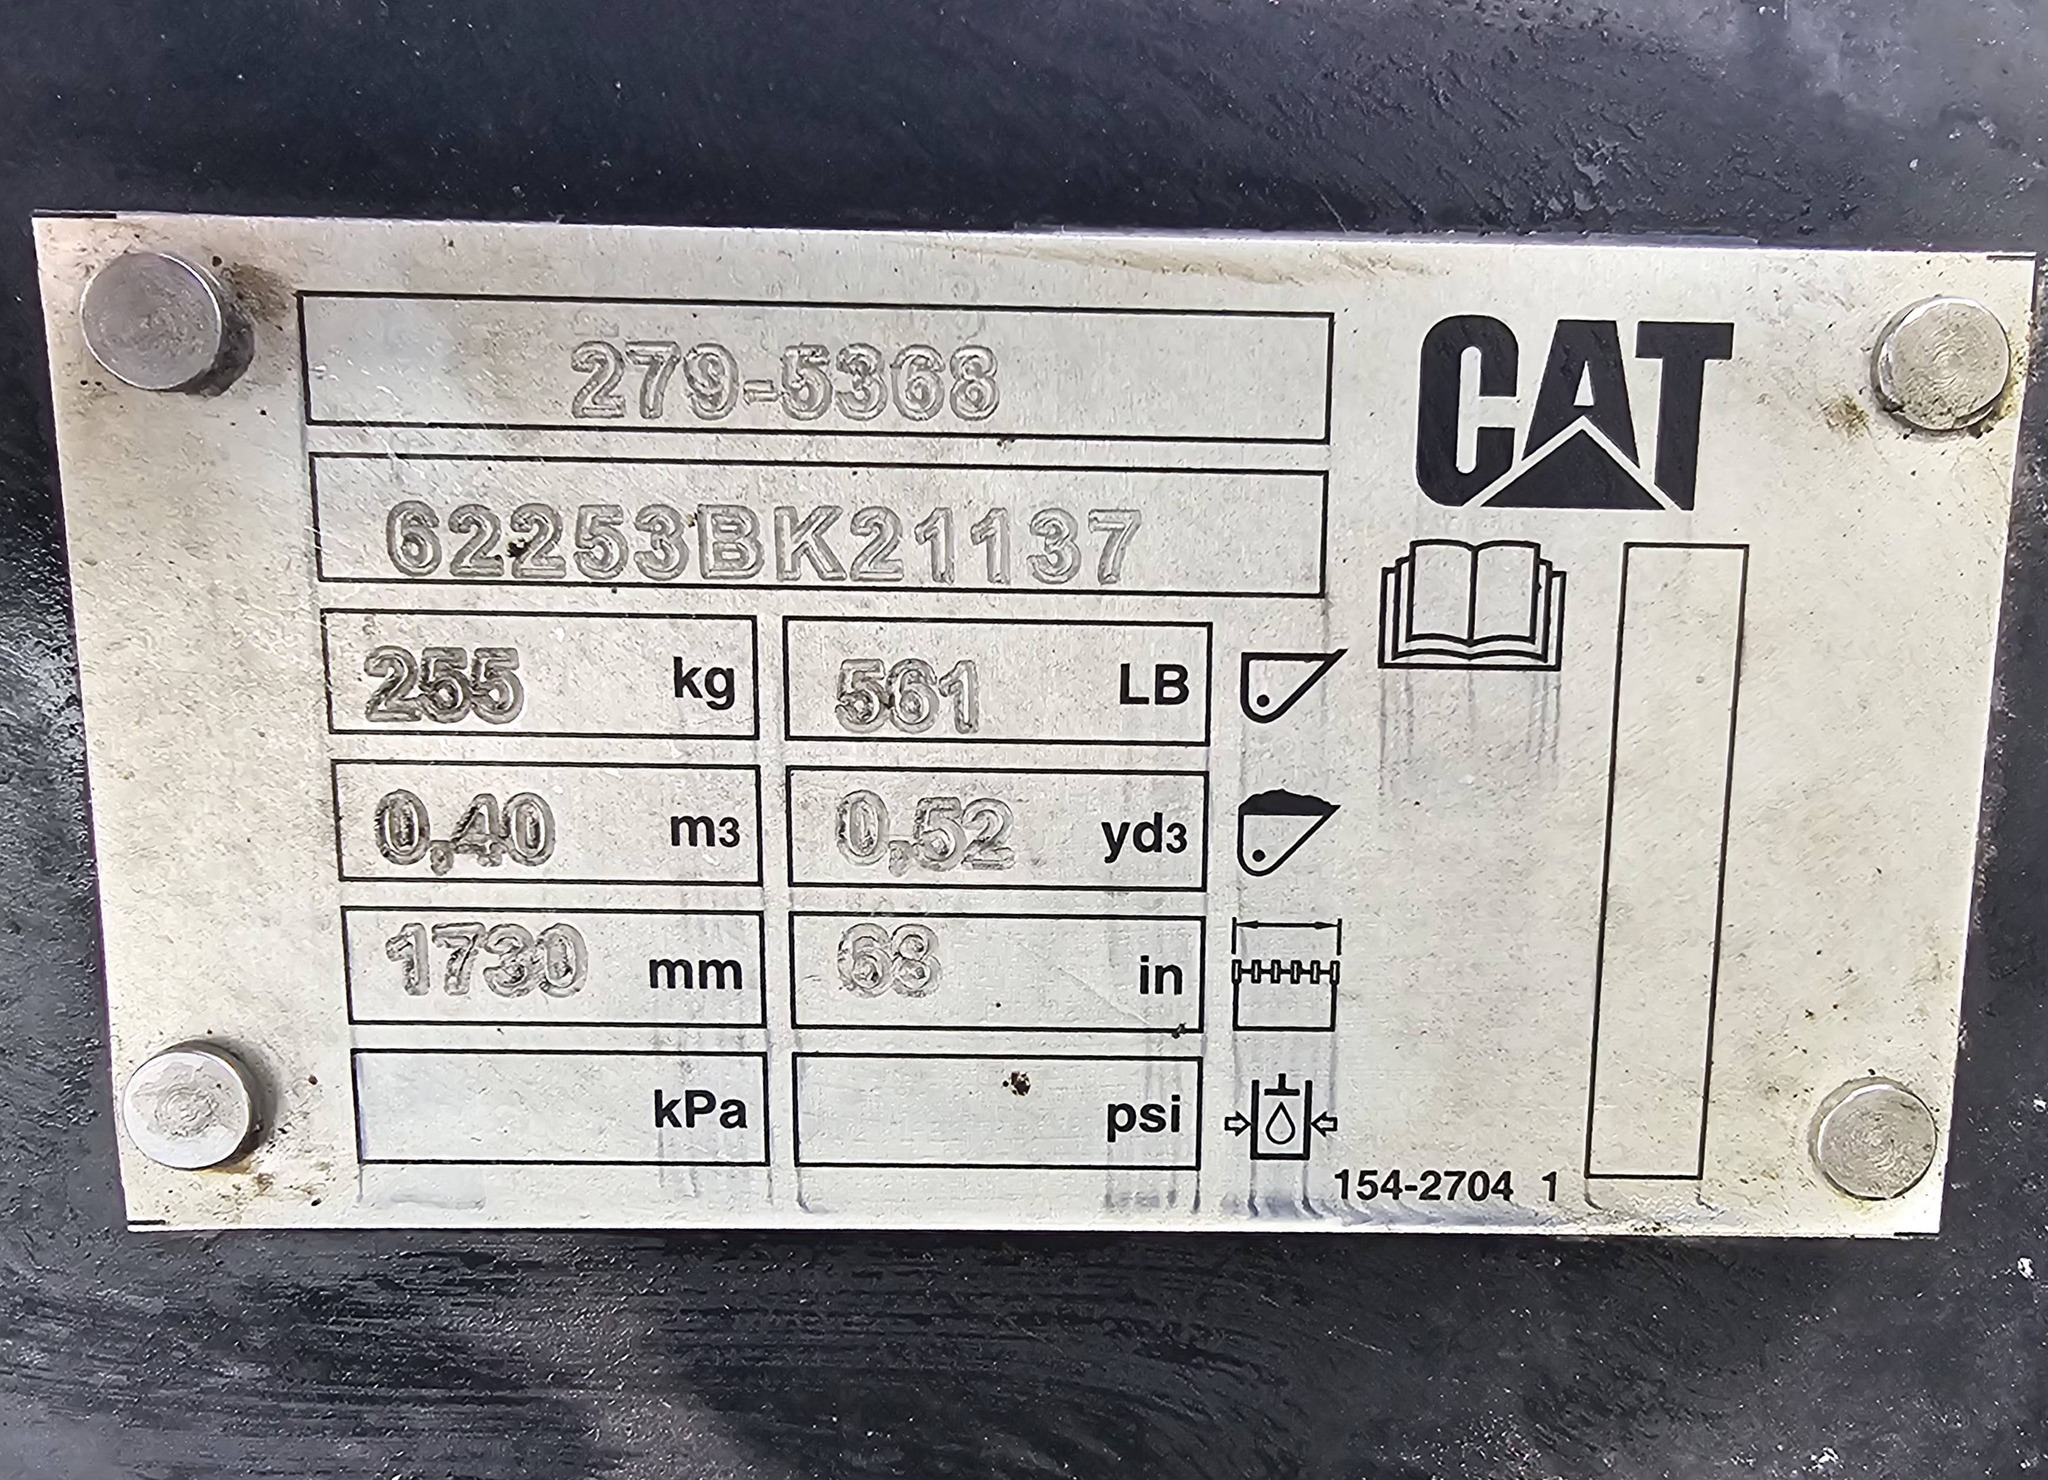 279-5368
CAT
62253BK21137
255 kg 561 LB
0,40 m3 0,52 yd3
1730 mm 68 in
kPa psi
154-2704 1